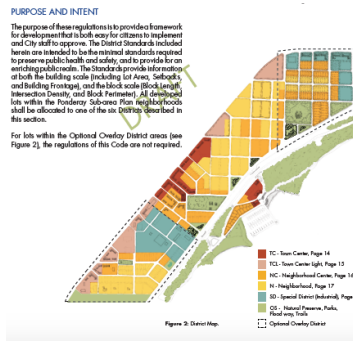 PURPOSE AND INTENT
The purpose of these regulations is to provide a framework
for development that is both easy for citizens to implement
and City staff to approve. The District Standards included
herein are intended to be the minimal standards required
to preserve public health and safety, and to provide for an
enriching public realm. The Standards provide information
at both the building scale (including Lot Area, Setbacks,
and Building Frontage), and the block scale (Block Length,
Intersection Density, and Block Perimeter). All developed
lots within the Ponderay Sub-area Plan neighborhoods
shall be allocated to one of the six Districts described in
this section.
For lots within the Optional Overlay District areas (see
Figure 2), the regulations of this Code are not required.
DRAFT
TC - Town Center, Page 14
TCL - Town Center Light, Page 15
NC - Neighborhood Center, Page 16
N - Neighborhood, Page 17
SD - Special District (Industrial), Page
OS - Natural Preserve, Parks,
Flood way, Trails
Optional Overlay District
Figure 2: District Map.